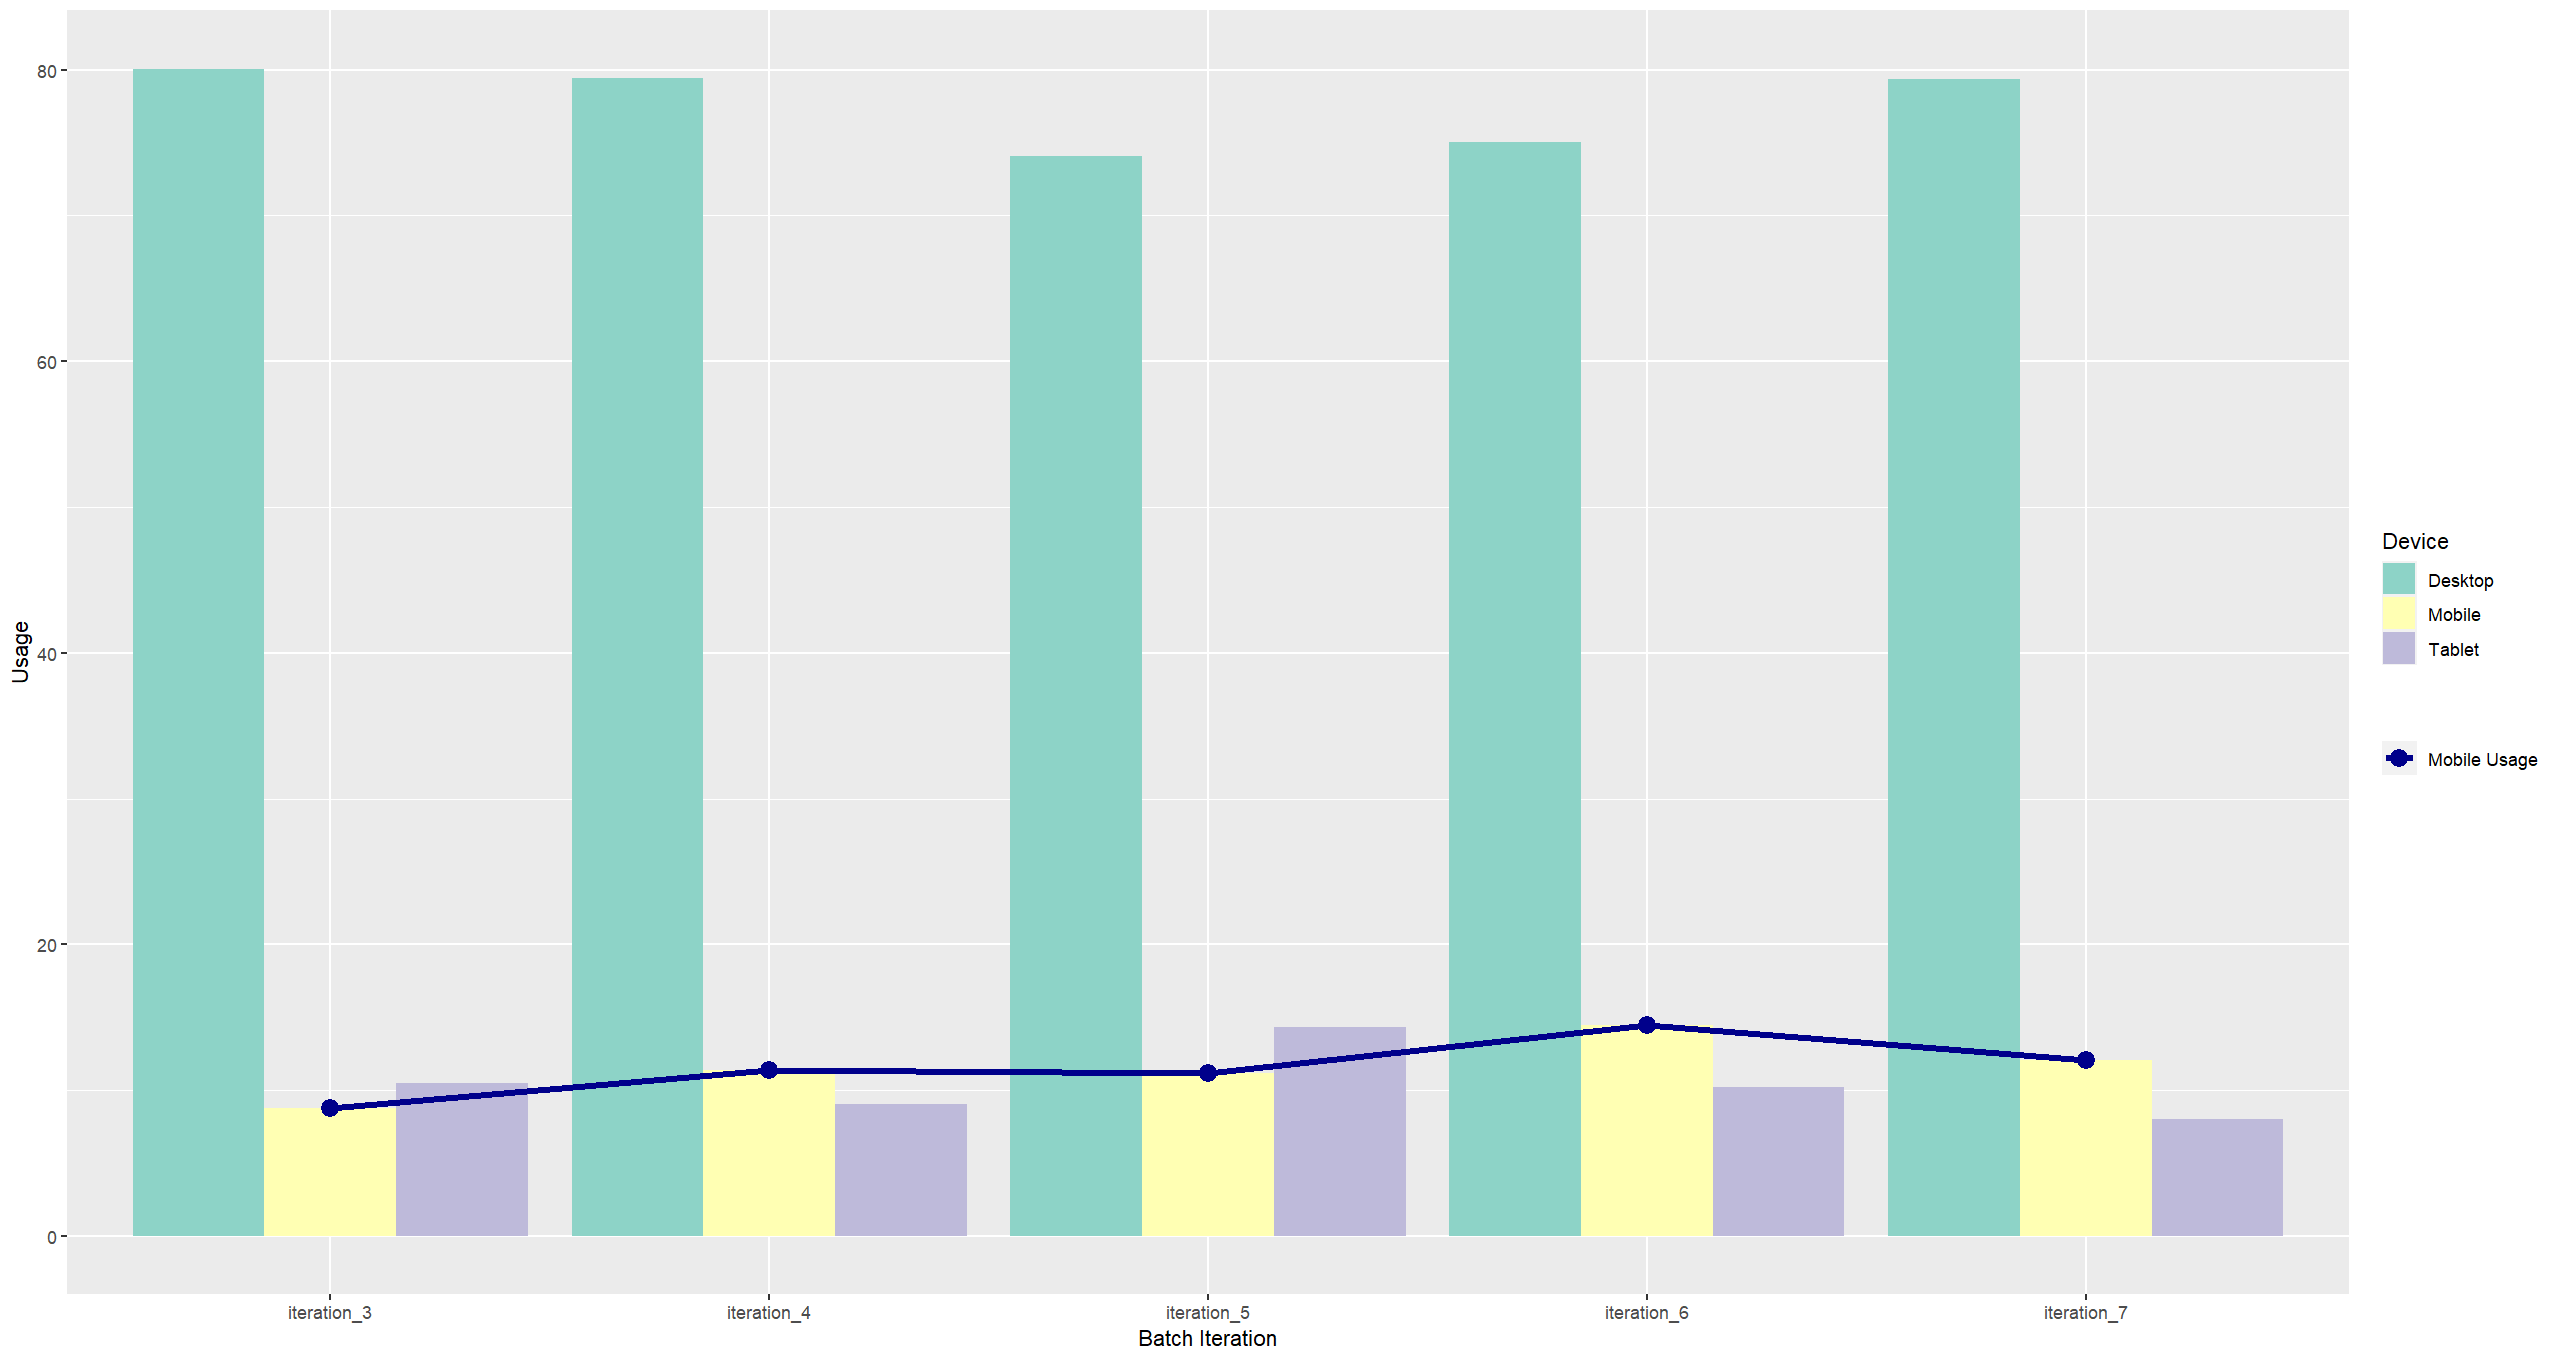 Usage
80
60
40
20
0
iteration_3
iteration_4
iteration_5
iteration_6
iteration_7
Batch Iteration
Device
Desktop
Mobile
Tablet
Mobile Usage